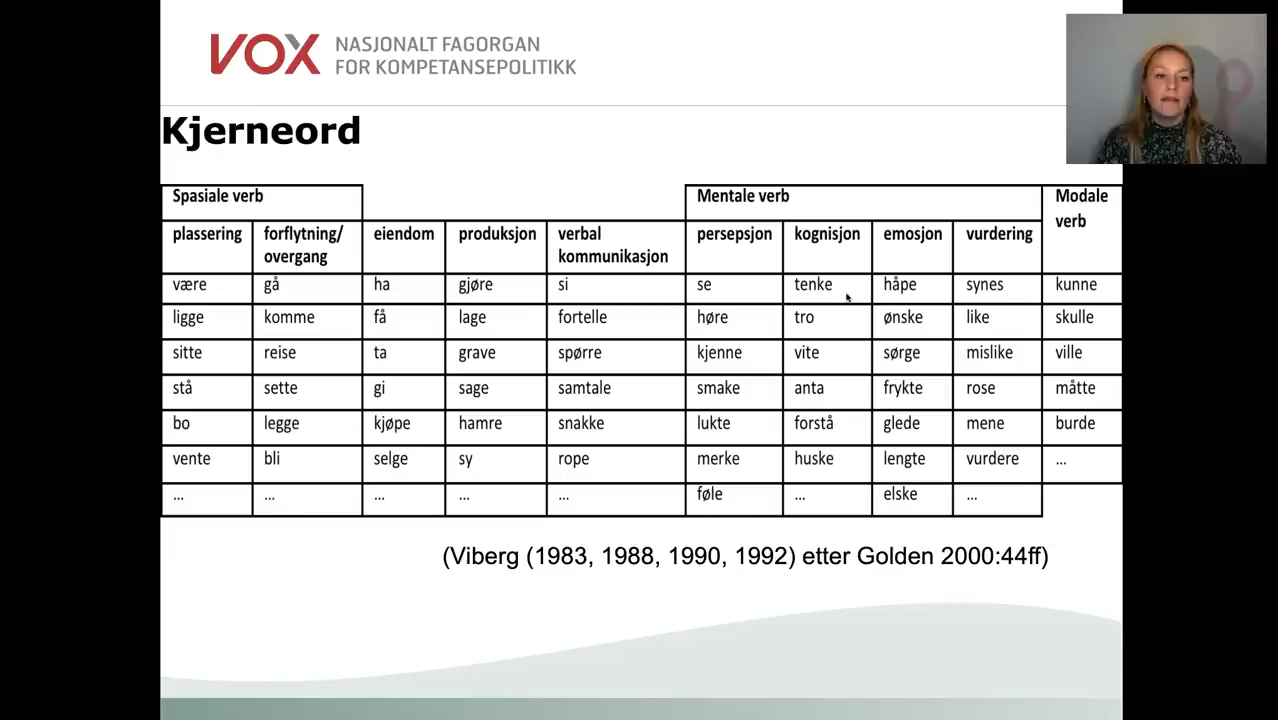 VOX NASJONALT FAGORGAN
FOR KOMPETANSEPOLITIKK
Kjerneord
Spasiale verb Mentale verb Modale verb
plassering forflytning/ overgang eiendom produksjon verbal kommunikasjon persepsjon kognisjon emosjon vurdering
være gå ha gjøre si se tenke håpe synes kunne
ligge komme få lage fortelle høre tro ønske like skulle
sitte reise ta grave spørre kjenne vite sørge mislike ville
stå sette gi sage samtale smake anta frykte rose måtte
bo legge kjøpe hamre snakke lukte forstå glede mene burde
vente bli selge sy rope merke huske lengte vurdere ...
... ... ... ... ... føle ... elske ...
(Viberg (1983, 1988, 1990, 1992) etter Golden 2000:44ff)